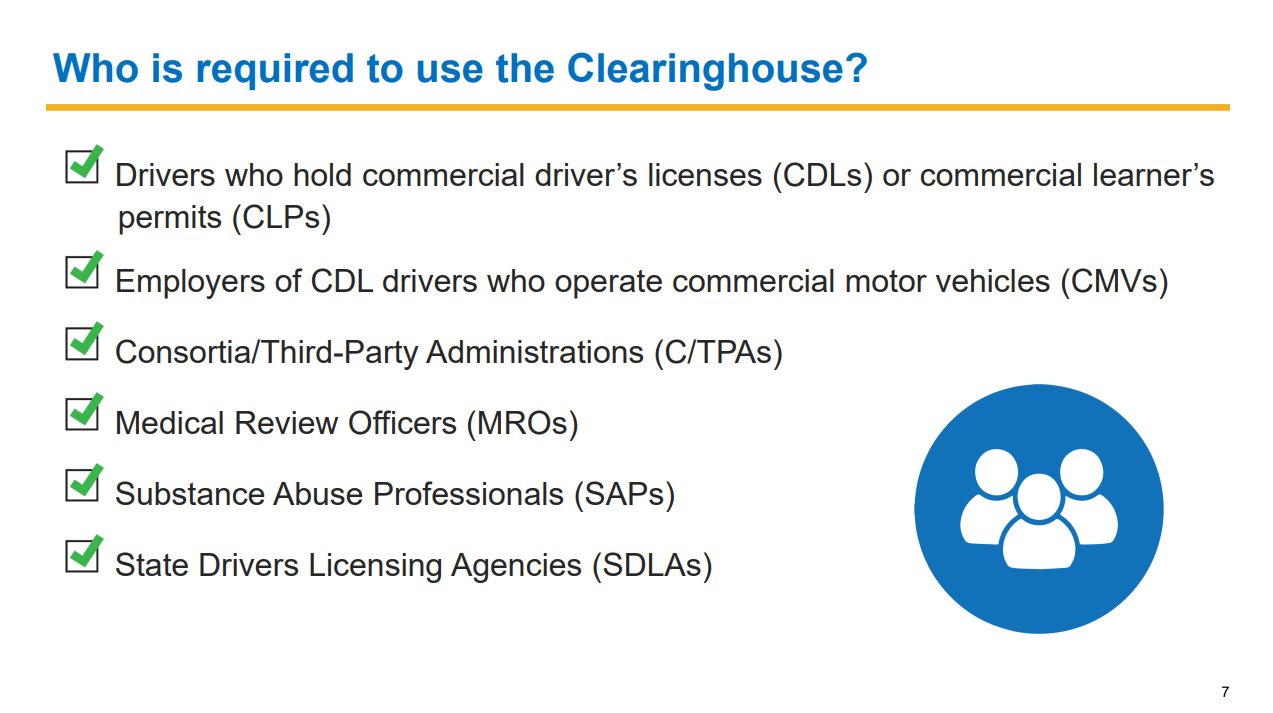 Who is required to use the Clearinghouse?
Drivers who hold commercial driver’s licenses (CDLs) or commercial learner’s
permits (CLPs)
Employers of CDL drivers who operate commercial motor vehicles (CMVs)
Consortia/Third-Party Administrations (C/TPAs)
Medical Review Officers (MROs)
Substance Abuse Professionals (SAPs)
State Drivers Licensing Agencies (SDLAs)
7